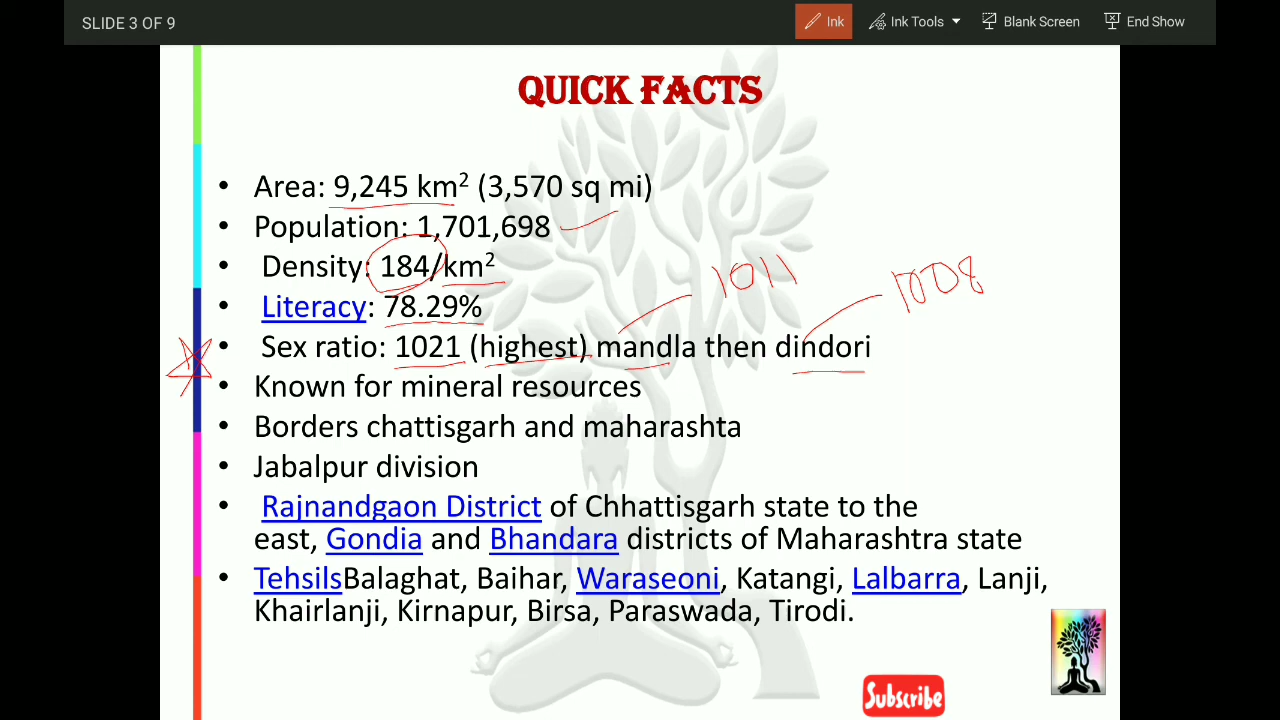 SLIDE 3 OF 9
Ink
Ink Tools
Blank Screen
End Show
QUICK FACTS
• Area: 9,245 km² (3,570 sq mi)
• Population: 1,701,698
• Density: 184/km²
1011
1008
• Literacy: 78.29%
• Sex ratio: 1021 (highest) mandla then dindori
• Known for mineral resources
• Borders chattisgarh and maharashta
• Jabalpur division
• Rajnandgaon District of Chhattisgarh state to the
east, Gondia and Bhandara districts of Maharashtra state
• TehsilsBalaghat, Baihar, Waraseoni, Katangi, Lalbarra, Lanji,
Khairlanji, Kirnapur, Birsa, Paraswada, Tirodi.
Subscribe